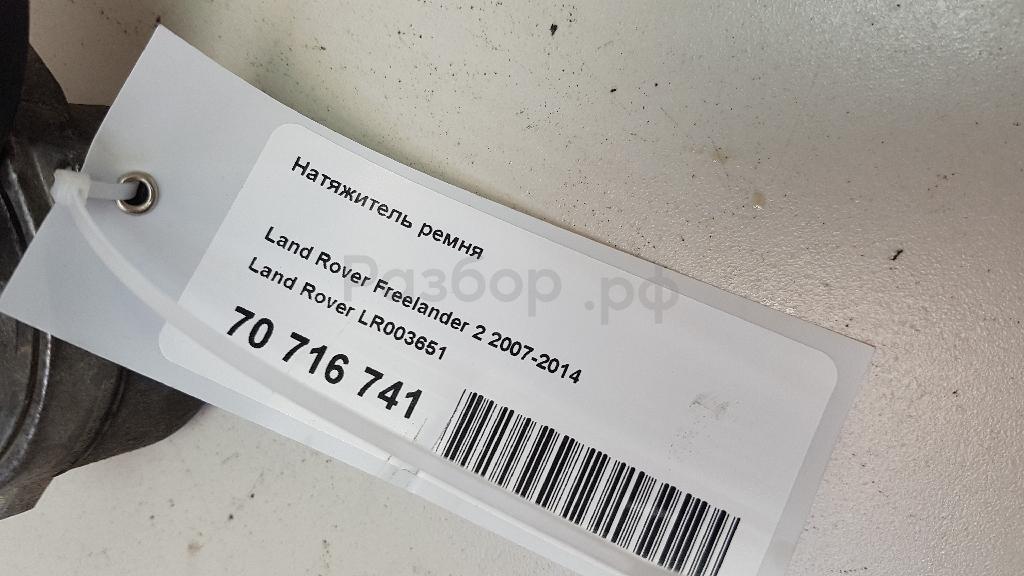 Натяжитель ремня
Land Rover Freelander 2 2007-2014
Land Rover LR003651
70 716 741
Разбор.рф